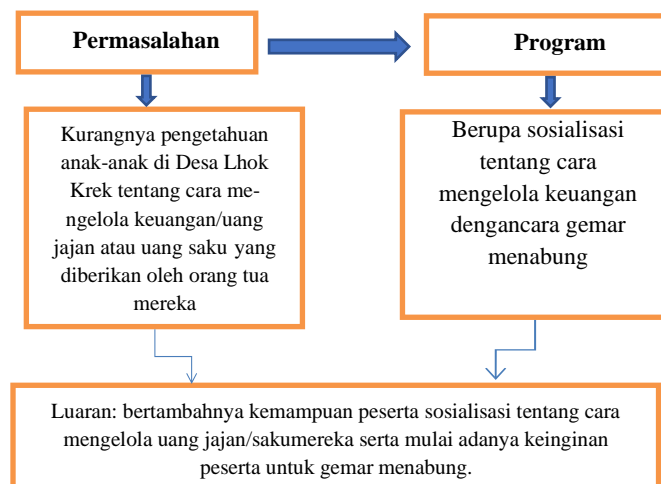 Permasalahan
Program
Kurangnya pengetahuan
anak-anak di Desa Lhok
Krek tentang cara me-
ngelola keuangan/uang
jajan atau uang saku yang
diberikan oleh orang tua
mereka
Berupa sosialisasi
tentang cara
mengelola keuangan
dengancara gemar
menabung
Luaran: bertambahnya kemampuan peserta sosialisasi tentang cara
mengelola uang jajan/sakumereka serta mulai adanya keinginan
peserta untuk gemar menabung.